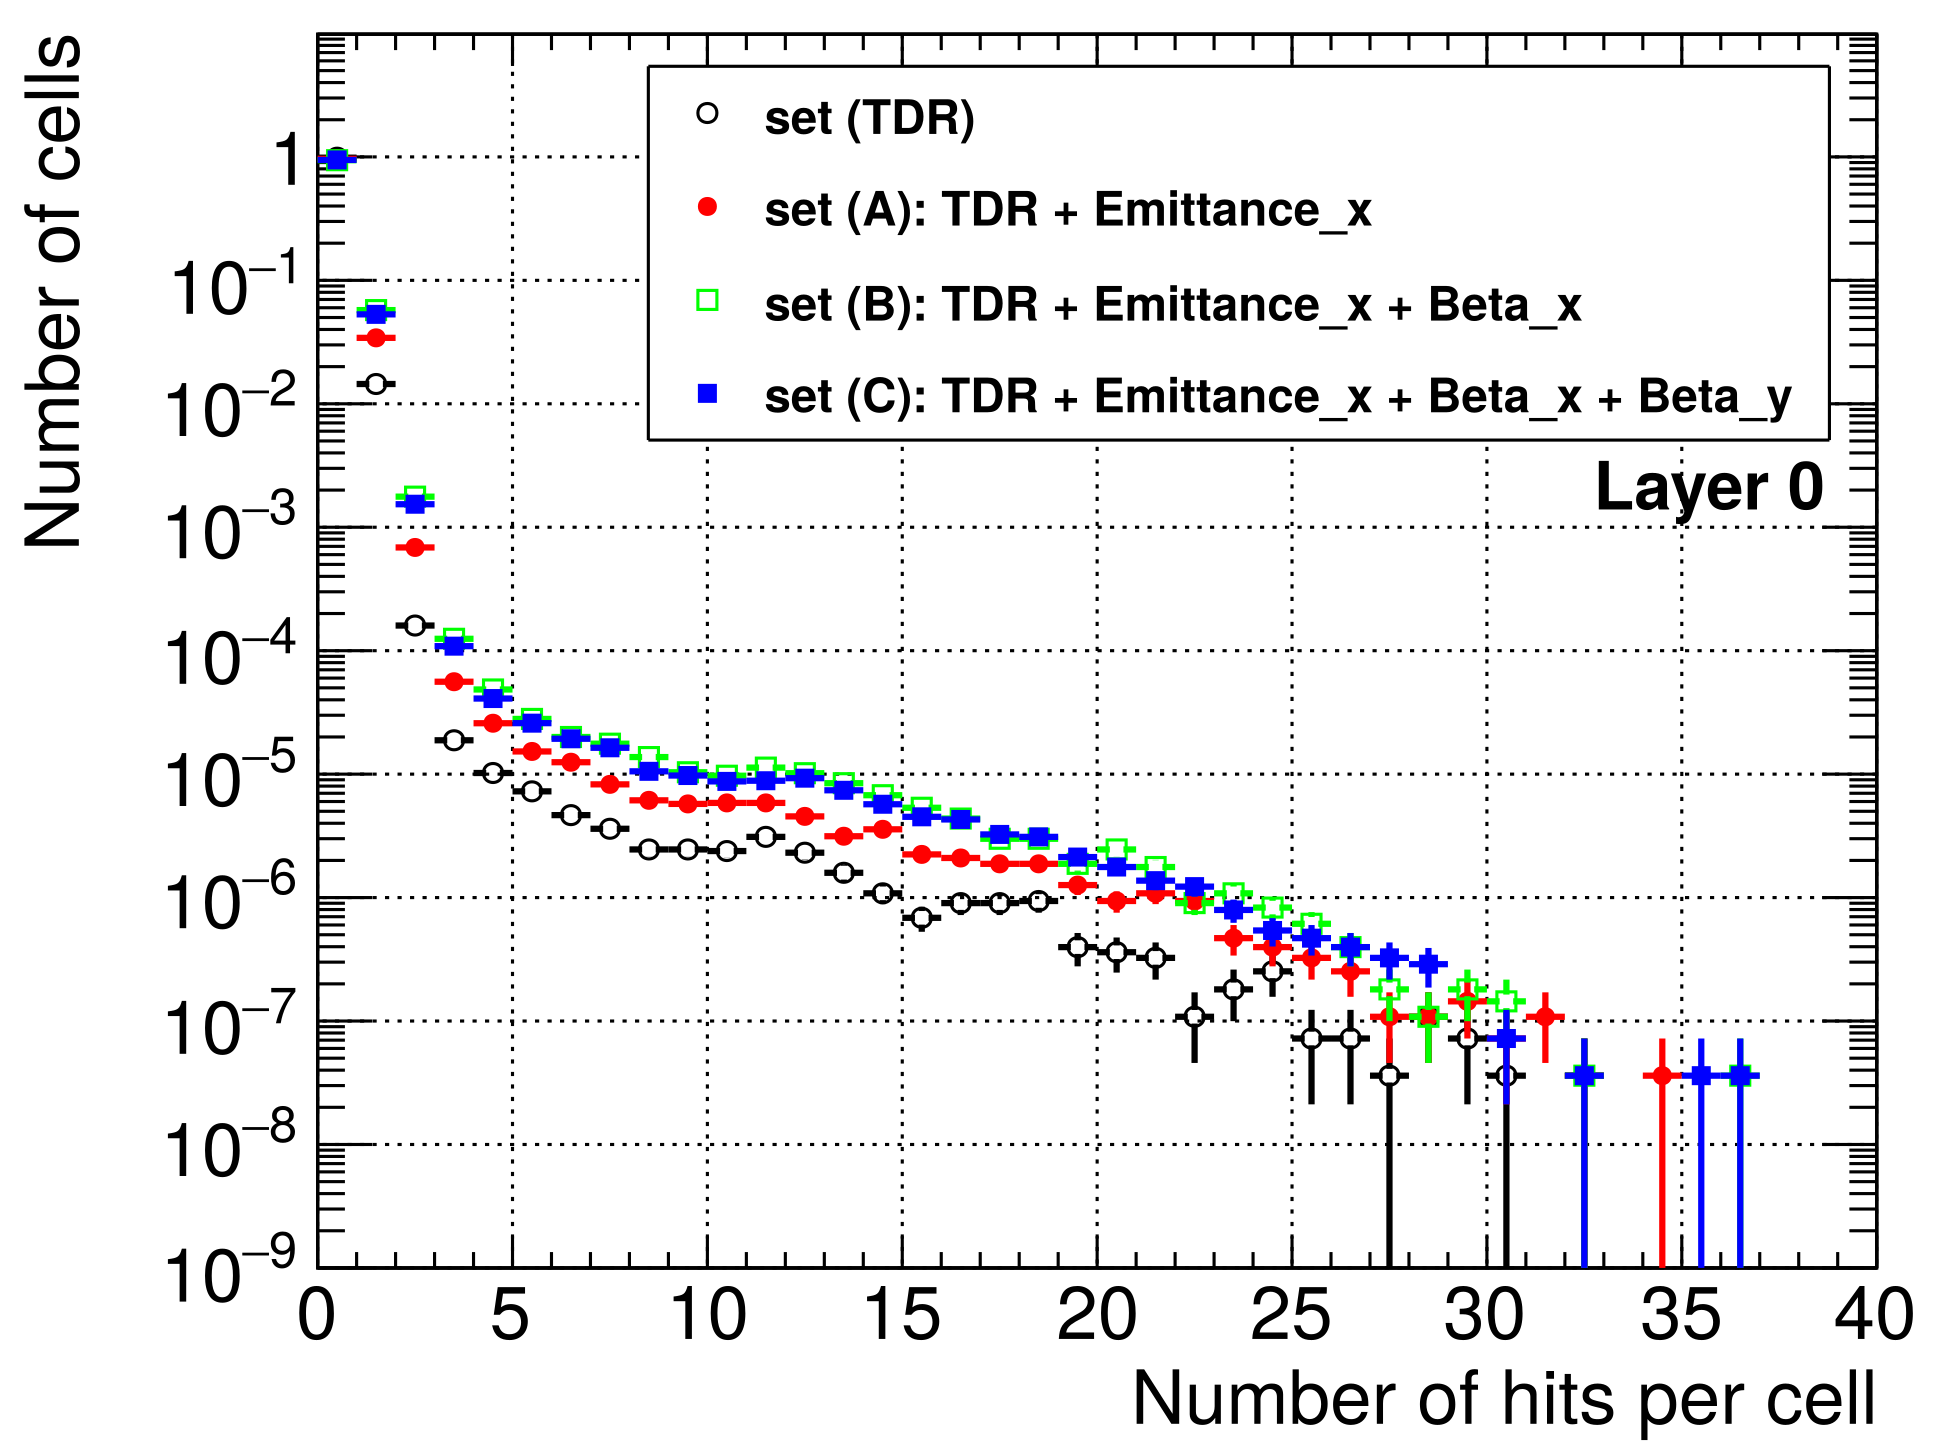 Number of cells
1
10⁻¹
10⁻²
10⁻³
10⁻⁴
10⁻⁵
10⁻⁶
10⁻⁷
10⁻⁸
10⁻⁹
set (TDR)
set (A): TDR + Emittance_x
set (B): TDR + Emittance_x + Beta_x
set (C): TDR + Emittance_x + Beta_x + Beta_y
Layer 0
0 5 10 15 20 25 30 35 40
Number of hits per cell